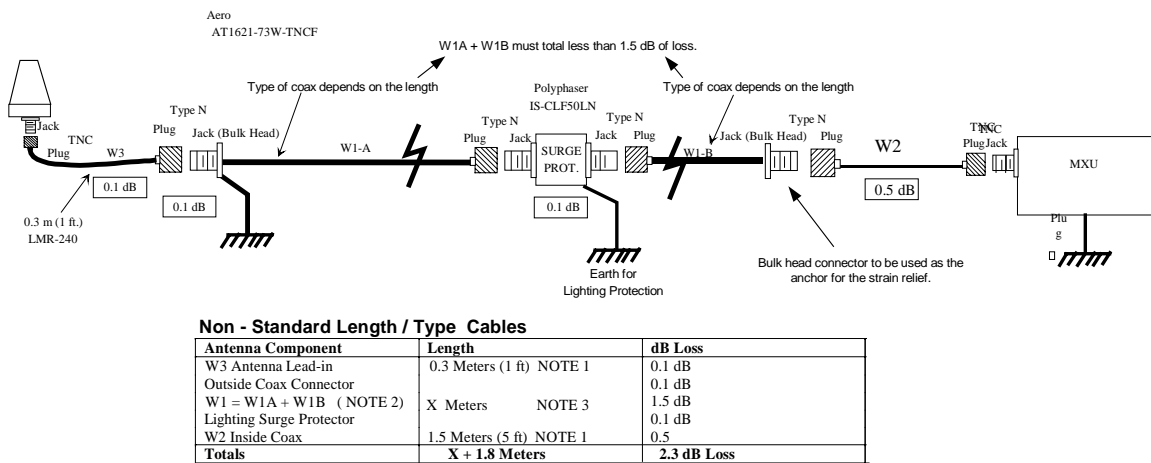 Aero
AT1621-73W-TNCF
W1A + W1B must total less than 1.5 dB of loss.
Type of coax depends on the length
Polyphaser
IS-CLF50LN
Type of coax depends on the length
Jack
TNC
Plug
W3
Type N
Plug
Jack (Bulk Head)
W1-A
Type N
Plug
Jack
SURGE
PROT.
Type N
Jack
Plug
W1-B
Jack (Bulk Head)
Type N
Plug
W2
TNC
Plug
TNC
Jack
MXU
0.1 dB
0.1 dB
0.1 dB
0.5 dB
0.3 m (1 ft.)
LMR-240
Plu
g
Earth for
Lighting Protection
Bulk head connector to be used as the
anchor for the strain relief.
Non - Standard Length / Type Cables
Antenna Component Length dB Loss
W3 Antenna Lead-in 0.3 Meters (1 ft) NOTE 1 0.1 dB
Outside Coax Connector 0.1 dB
W1 = W1A + W1B ( NOTE 2) X Meters NOTE 3 1.5 dB
Lighting Surge Protector 0.1 dB
W2 Inside Coax 1.5 Meters (5 ft) NOTE 1 0.5
Totals X + 1.8 Meters 2.3 dB Loss